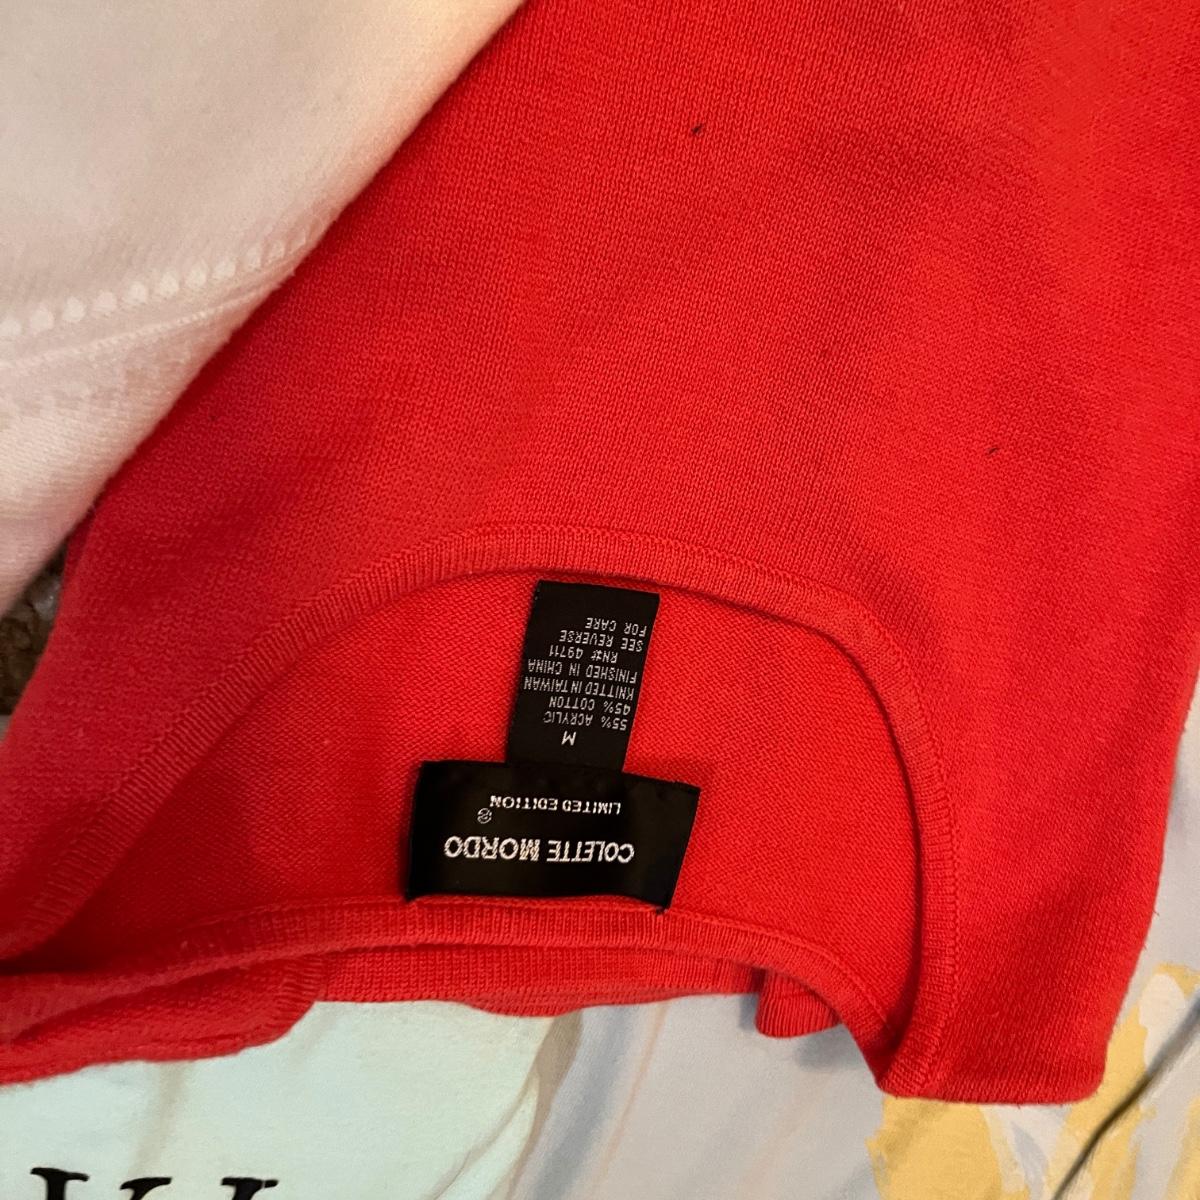 COLETTE MORDO
LIMITED EDITION
®
M
55% ACRYLIC
45% COTTON
KNITTED IN TAIWAN
FINISHED IN CHINA
RN# 49711
SEE REVERSE
FOR CARE